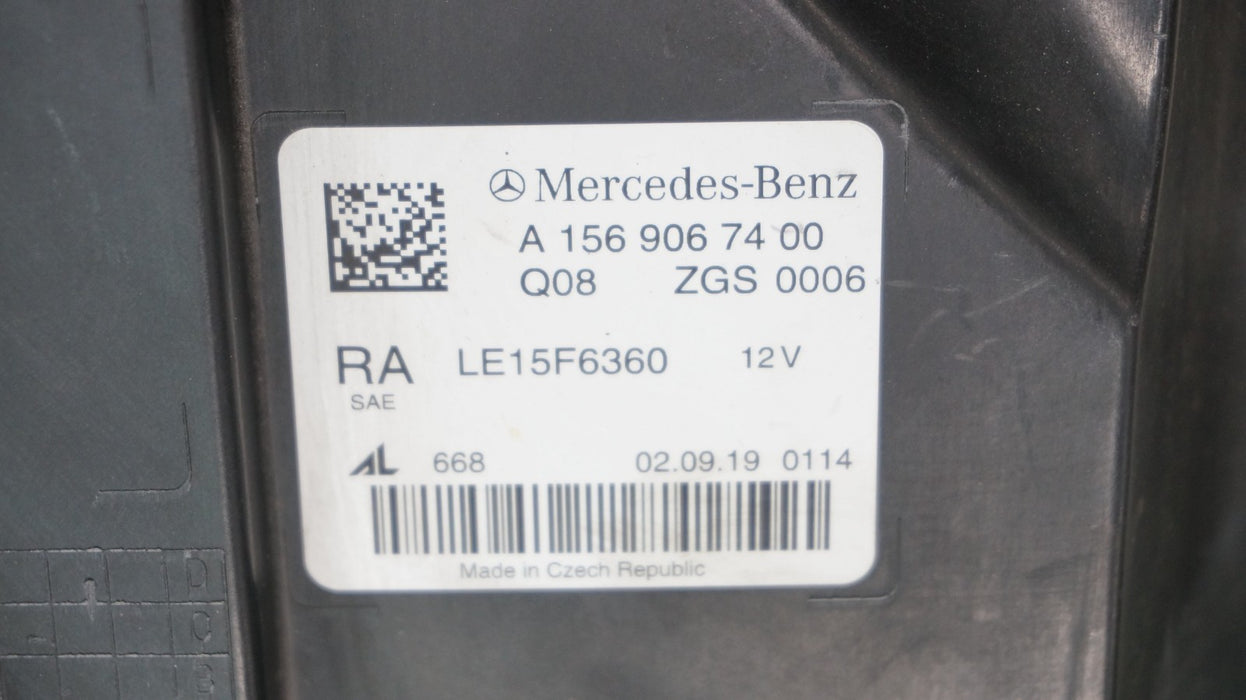 Mercedes-Benz
A 156 906 74 00
Q08 ZGS 0006
RA LE15F6360 12V
SAE
AL 668 02.09.19 0114
Made in Czech Republic